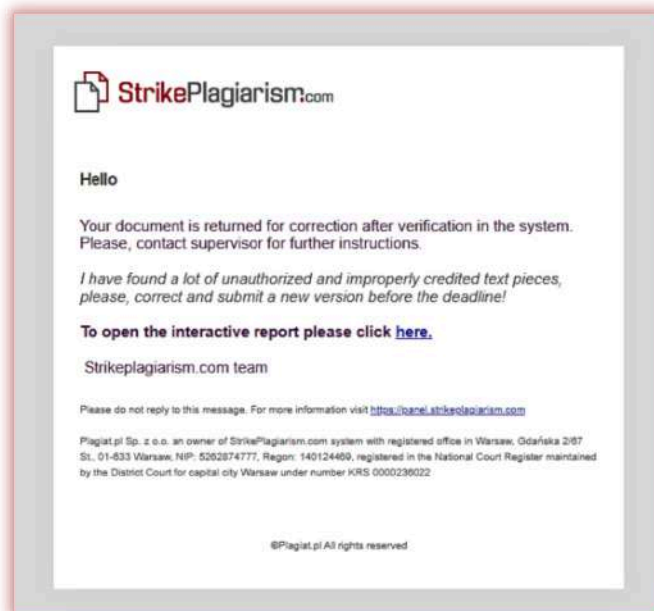 StrikePlagiarism.com
Hello
Your document is returned for correction after verification in the system.
Please, contact supervisor for further instructions.
I have found a lot of unauthorized and improperly credited text pieces,
please, correct and submit a new version before the deadline!
To open the interactive report please click here.
Strikeplagiarism.com team
Please do not reply to this message. For more information visit https://panel.strikeplagiarism.com
Plagiat.pl Sp. z o.o. an owner of StrikePlagiarism.com system with registered office in Warsaw, Gdańska 2/67
St., 01-633 Warsaw, NIP: 5262874777, Regon: 140124469, registered in the National Court Register maintained
by the District Court for capital city Warsaw under number KRS 0000236022
©Plagiat.pl All rights reserved